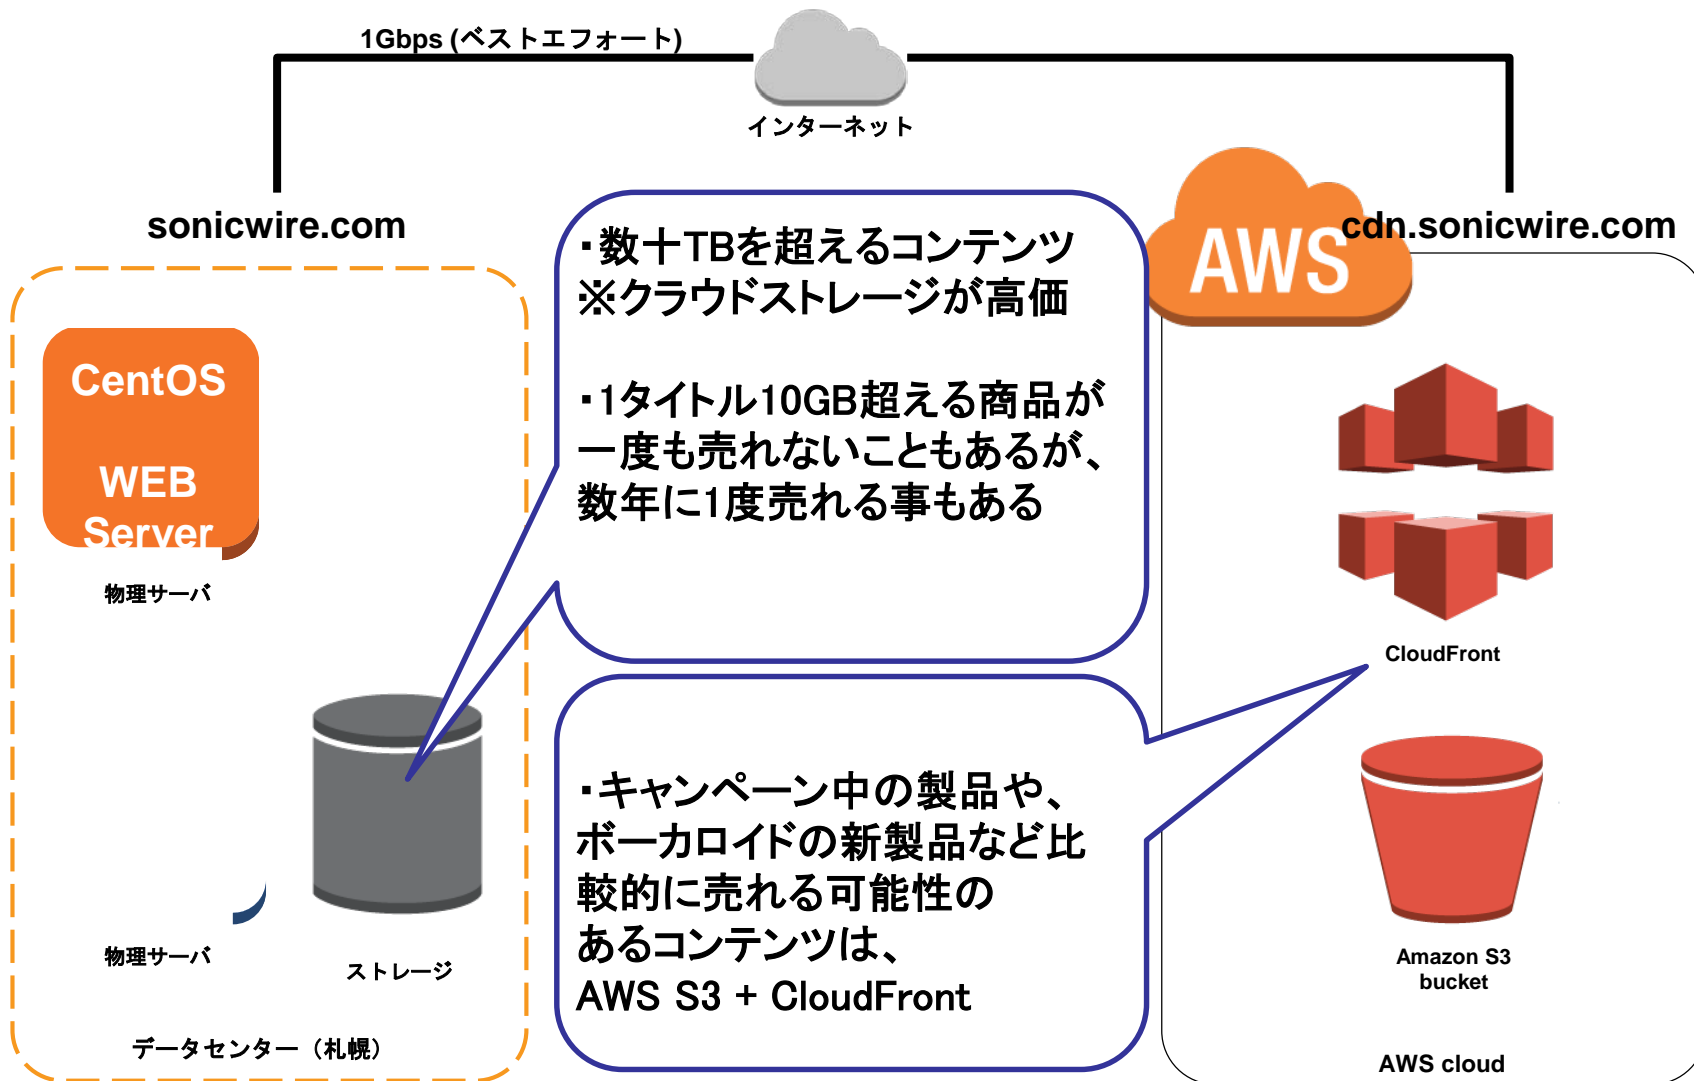 1Gbps (ベストエフォート)
インターネット
sonicwire.com
AWS
cdn.sonicwire.com
CentOS
WEB
Server
物理サーバ
物理サーバ
ストレージ
データセンター（札幌）
・数十TBを超えるコンテンツ
※クラウドストレージが高価
・1タイトル10GB超える商品が
一度も売れないこともあるが、
数年に1度売れる事もある
・キャンペーン中の製品や、
ボーカロイドの新製品など比
較的に売れる可能性の
あるコンテンツは、
AWS S3 + CloudFront
CloudFront
Amazon S3
bucket
AWS cloud